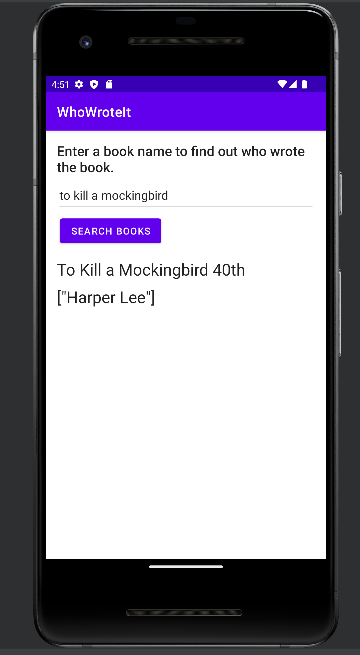 4:51
WhoWroteIt
Enter a book name to find out who wrote
the book.
to kill a mockingbird
SEARCH BOOKS
To Kill a Mockingbird 40th
["Harper Lee"]